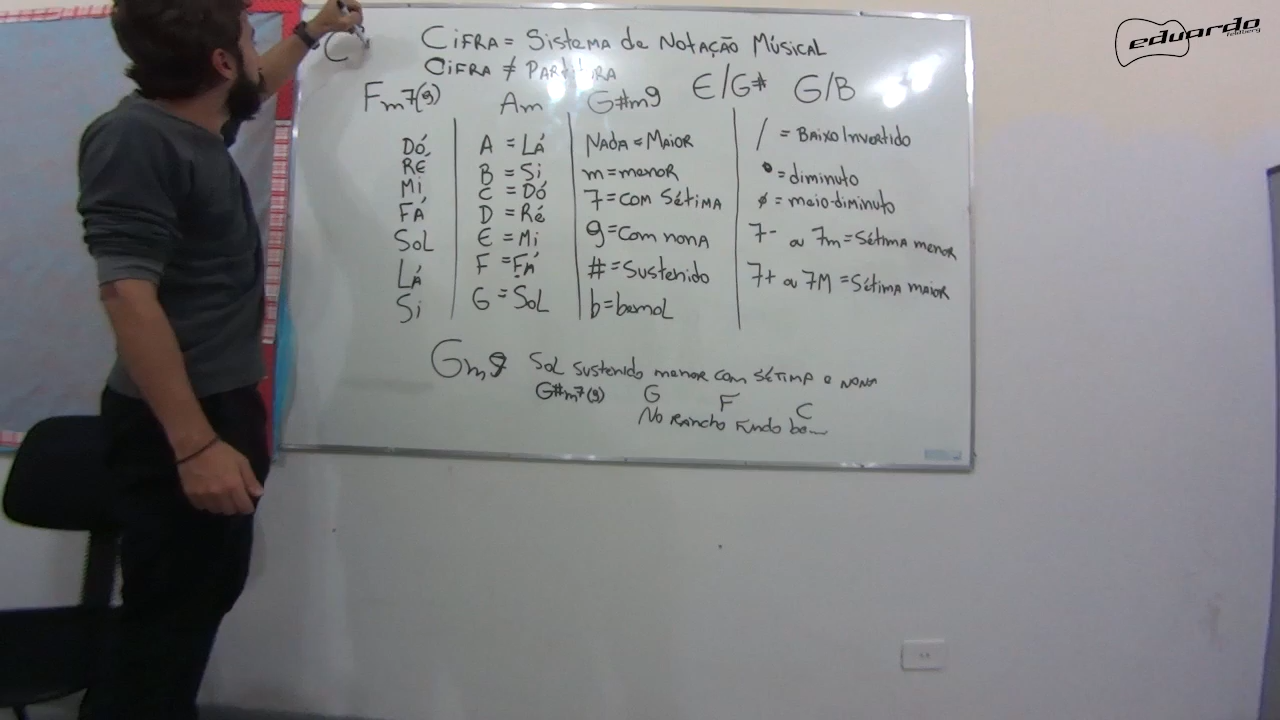 eduardo
feldberg
C
CIFRA = Sistema de Notação Músical
CIFRA ≠ PARTITURA
Fm7(9) Am G#m9 E/G# G/B
Dó
RÉ
Mi
FÁ
SoL
LÁ
Si
A = LÁ
B = Si
C = Dó
D = Ré
E = Mi
F = FÁ
G = SoL
NADA = MAIOR
m = menor
7 = com SéTimA
9 = Com nona
# = Sustenido
b = bemoL
/ = BAixo Invertido
° = diminuto
ø = meio-diminuto
7- ou 7m = Sétima menor
7+ ou 7M = Sétima maior
Gm9 SoL sustenido menor com SÉTIMA e NONA
G#m7(9) G F C
No RANCHO FUNDO be